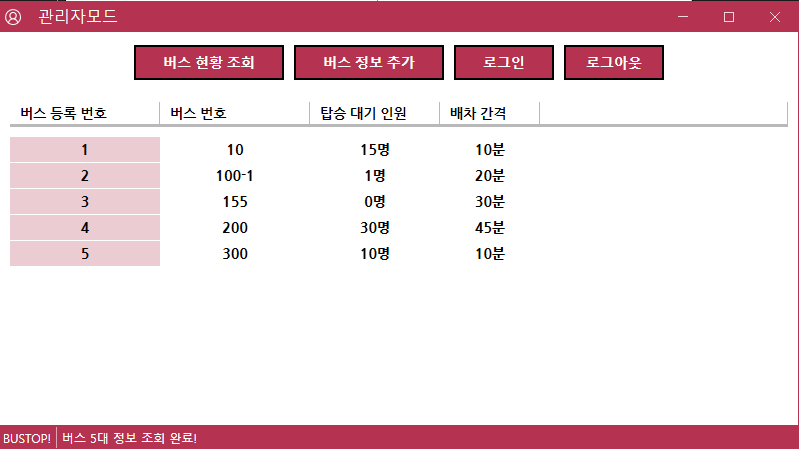 관리자모드
버스 현황 조회 버스 정보 추가 로그인 로그아웃
버스 등록 번호 버스 번호 탑승 대기 인원 배차 간격
1 10 15명 10분
2 100-1 1명 20분
3 155 0명 30분
4 200 30명 45분
5 300 10명 10분
BUSTOP! 버스 5대 정보 조회 완료!